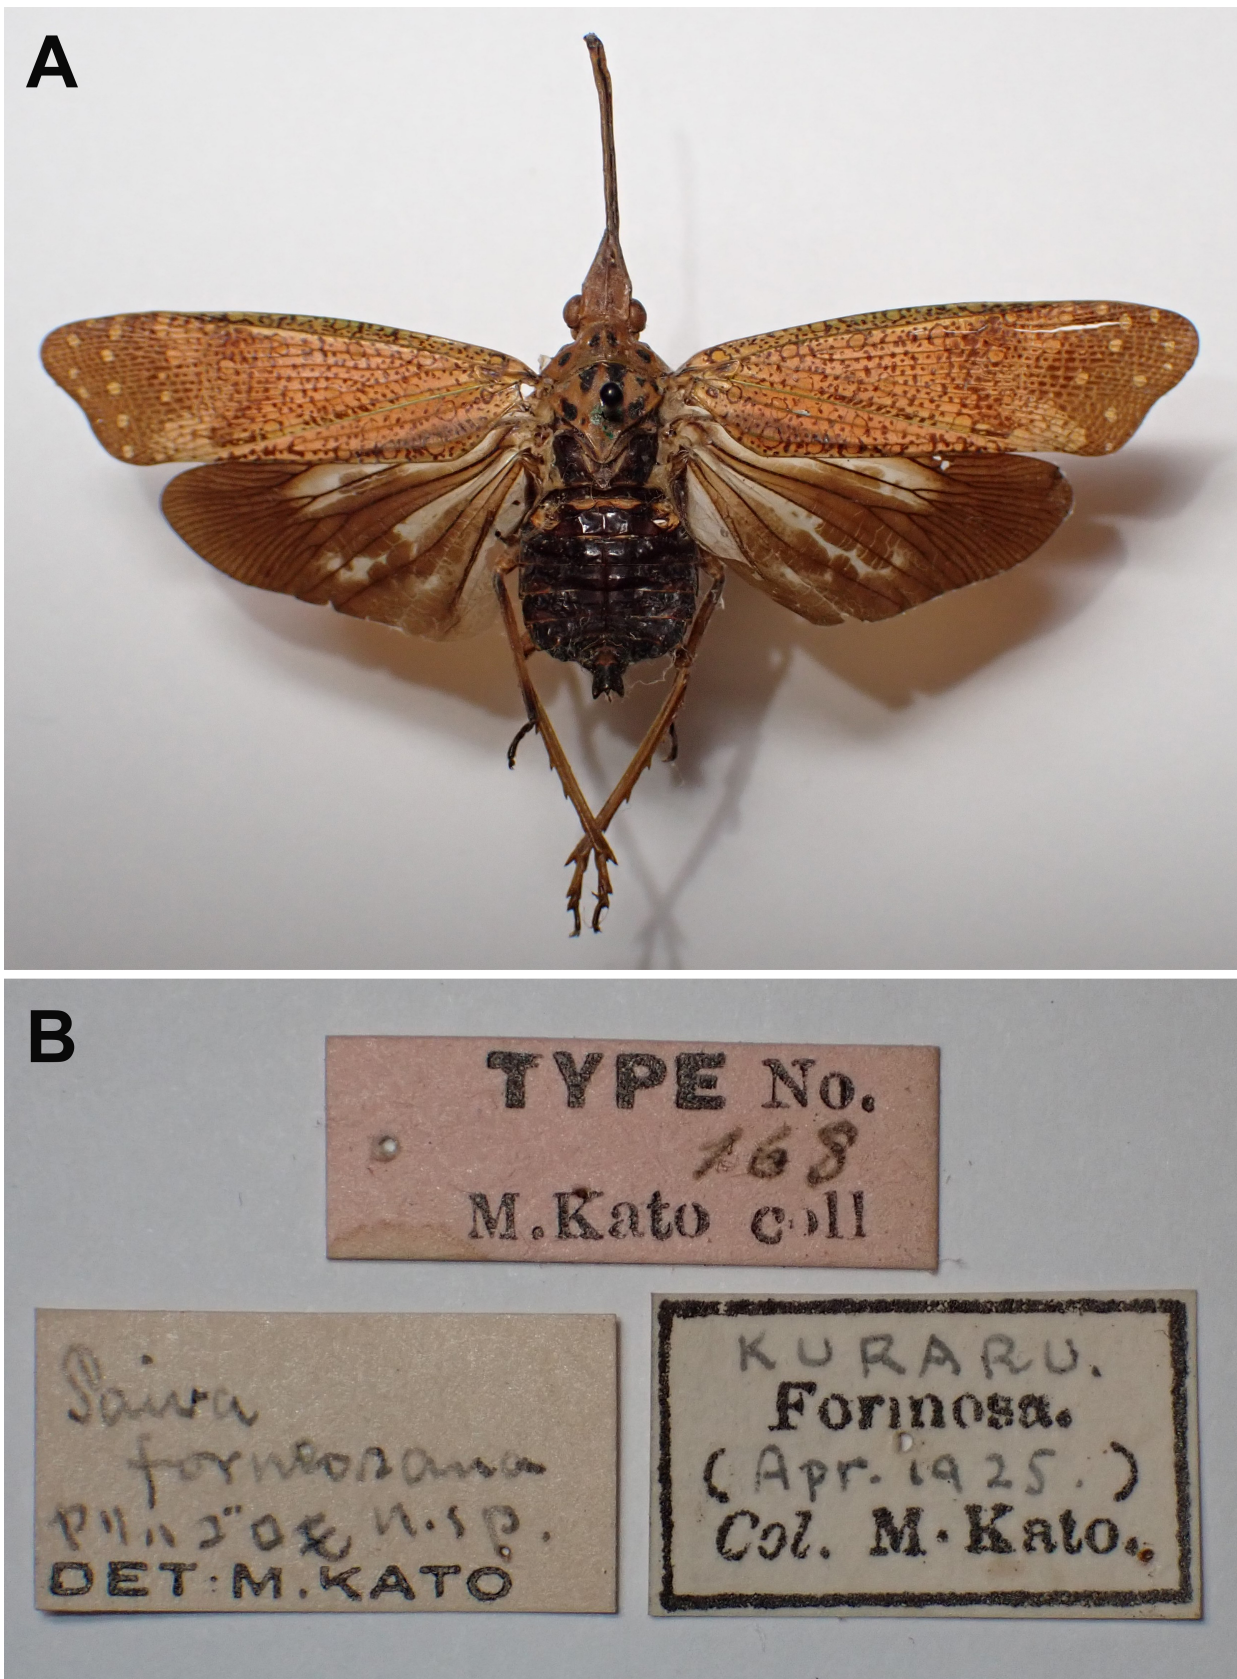 A
B
TYPE No.
168
M.Kato coll
Saiva
formosana
n.sp.
DET.M.KATO
KURARU.
Formosa.
(Apr. 1925.)
Col. M.Kato.